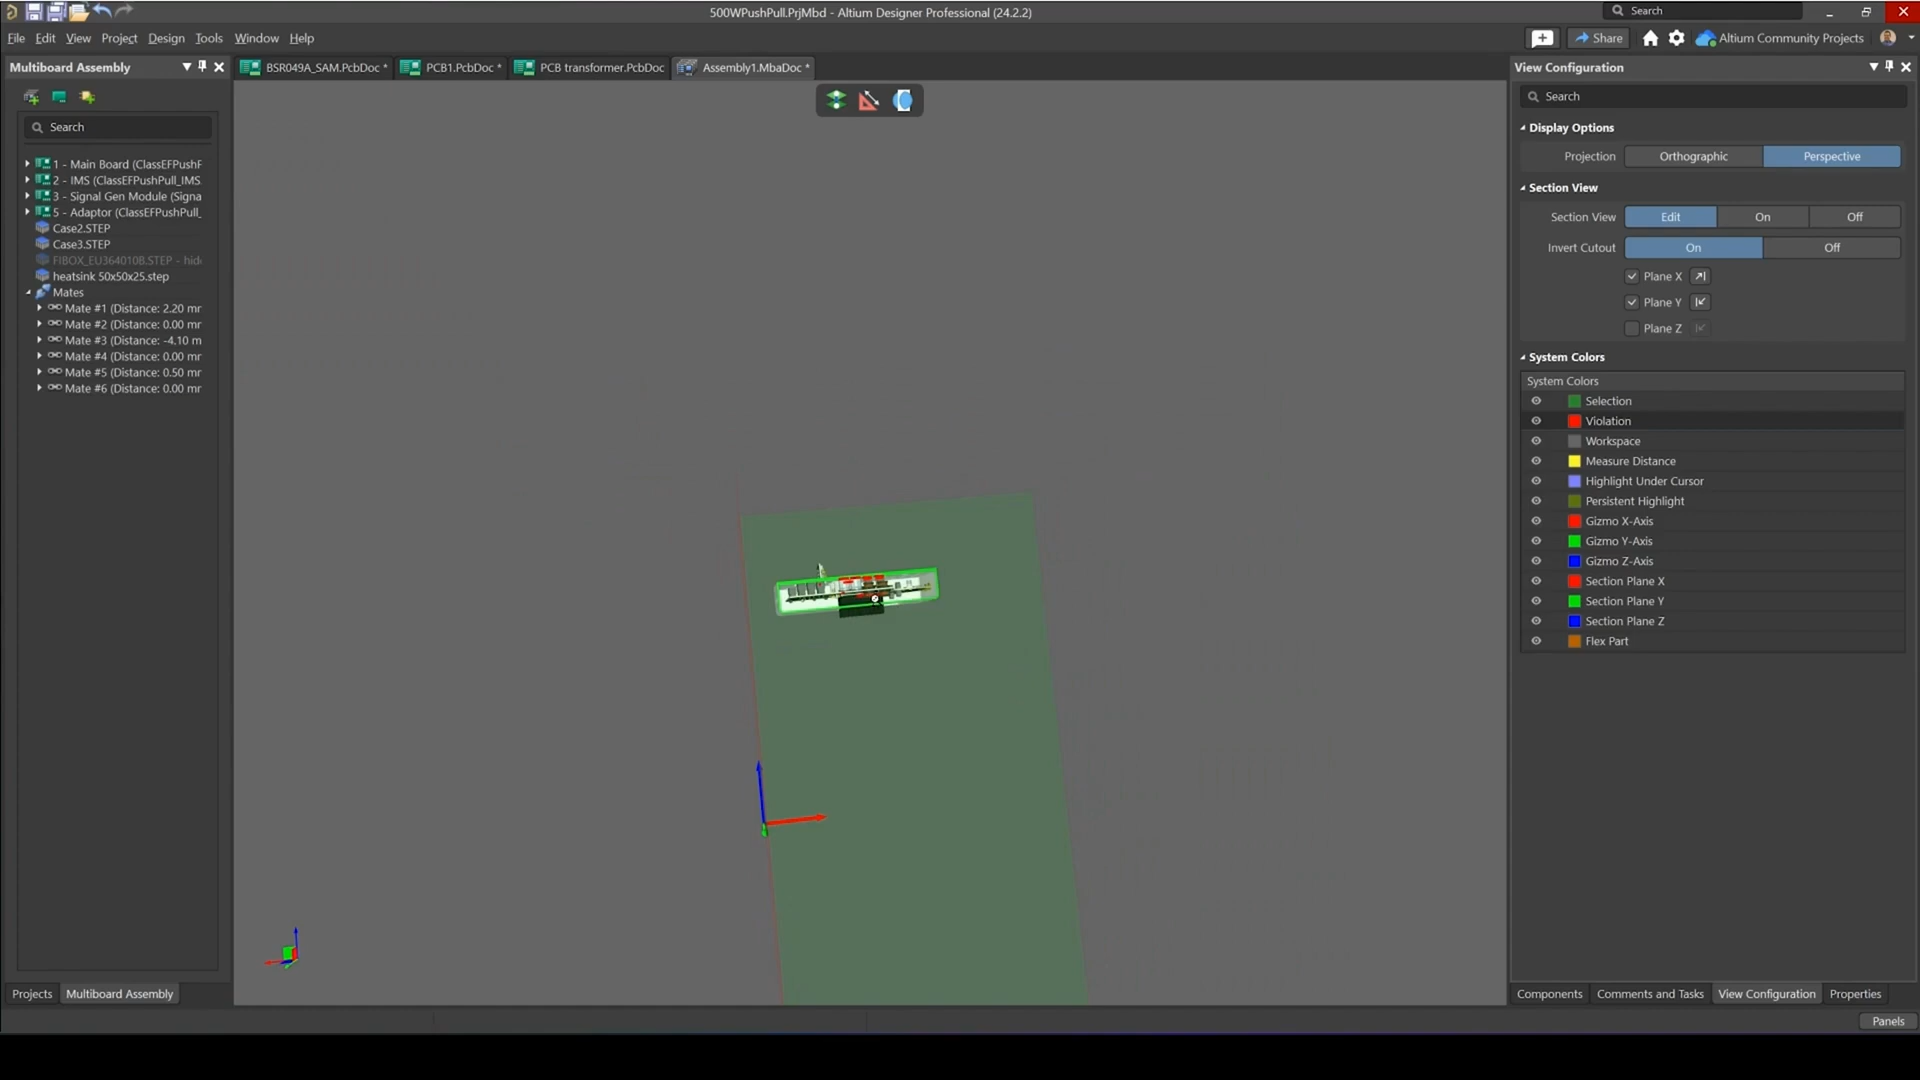 500WPushPull.PrjMbd - Altium Designer Professional (24.2.2)
Search
File Edit View Project Design Tools Window Help
Share
Altium Community Projects
Multiboard Assembly
BSR049A_SAM.PcbDoc *
PCB1.PcbDoc *
PCB transformer.PcbDoc
Assembly1.MbaDoc *
View Configuration
Search
1 - Main Board (ClassEFPushF
2 - IMS (ClassEFPushPull_IMS
3 - Signal Gen Module (Signa
5 - Adaptor (ClassEFPushPull_
Case2.STEP
Case3.STEP
FIBOX_EU364010B.STEP - hide
heatsink 50x50x25.step
Mates
Mate #1 (Distance: 2.20 mr
Mate #2 (Distance: 0.00 mr
Mate #3 (Distance: -4.10 m
Mate #4 (Distance: 0.00 mr
Mate #5 (Distance: 0.50 mr
Mate #6 (Distance: 0.00 mr
Search
Display Options
Projection Orthographic Perspective
Section View
Section View Edit On Off
Invert Cutout On Off
Plane X
Plane Y
Plane Z
System Colors
System Colors
Selection
Violation
Workspace
Measure Distance
Highlight Under Cursor
Persistent Highlight
Gizmo X-Axis
Gizmo Y-Axis
Gizmo Z-Axis
Section Plane X
Section Plane Y
Section Plane Z
Flex Part
Projects Multiboard Assembly
Components Comments and Tasks View Configuration Properties
Panels